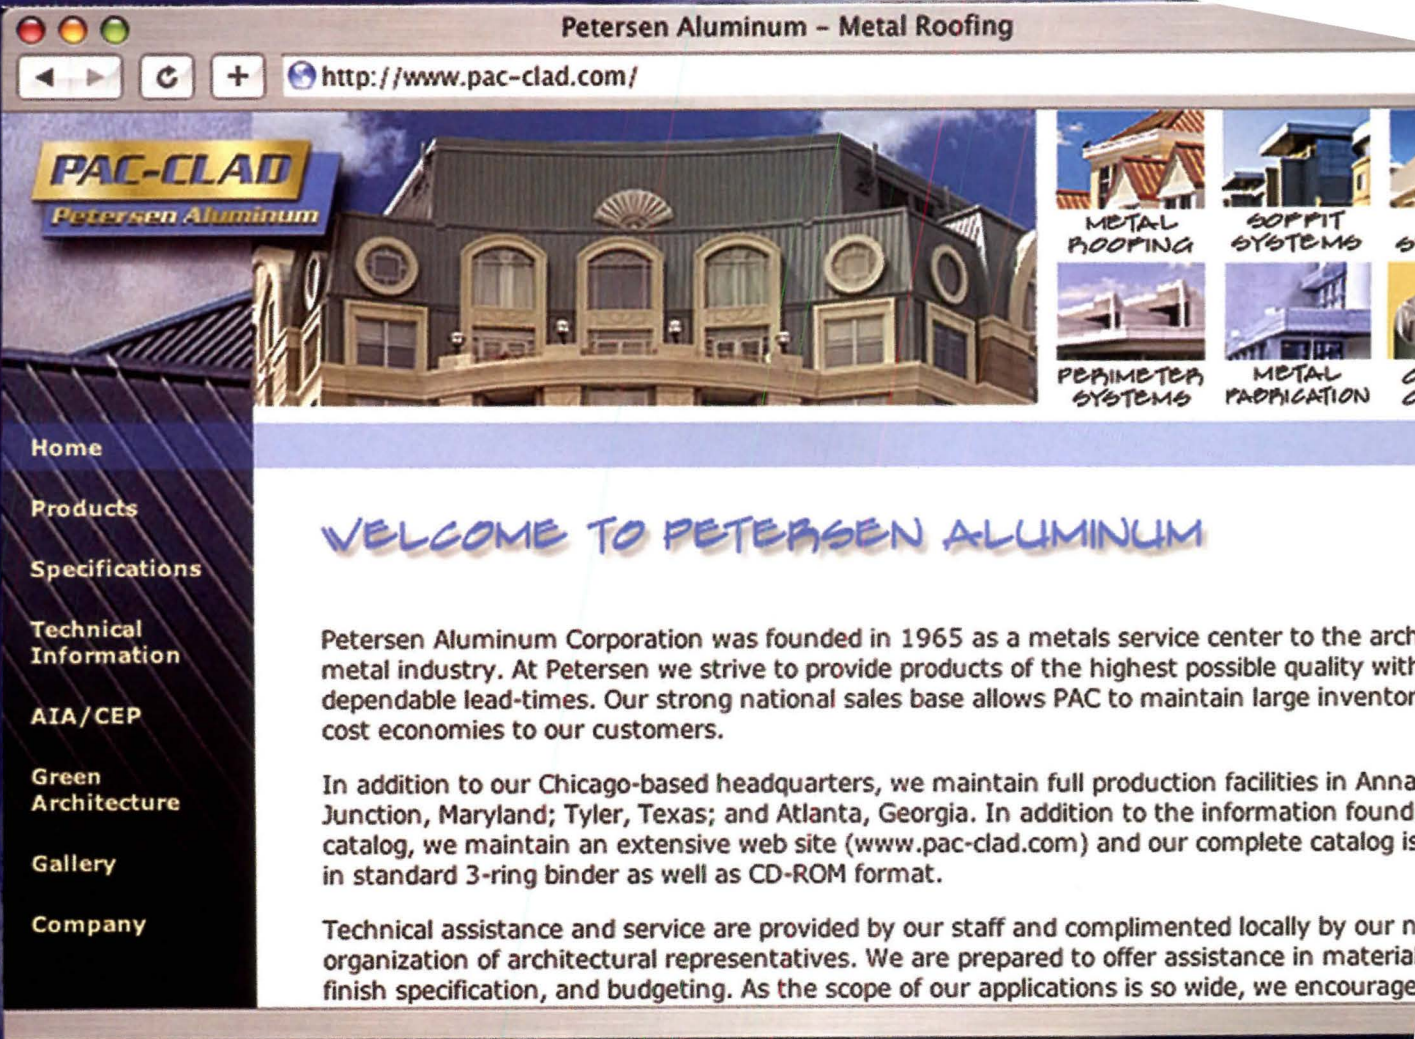 Petersen Aluminum – Metal Roofing
http://www.pac-clad.com/
PAC-CLAD
Petersen Aluminum
METAL
ROOFING
SOFFIT
SYSTEMS
PERIMETER
SYSTEMS
METAL
FABRICATION
Home
Products
Specifications
Technical
Information
AIA/CEP
Green
Architecture
Gallery
Company
WELCOME TO PETERSEN ALUMINUM
Petersen Aluminum Corporation was founded in 1965 as a metals service center to the arch
metal industry. At Petersen we strive to provide products of the highest possible quality with
dependable lead-times. Our strong national sales base allows PAC to maintain large inventor
cost economies to our customers.
In addition to our Chicago-based headquarters, we maintain full production facilities in Anna
Junction, Maryland; Tyler, Texas; and Atlanta, Georgia. In addition to the information found
catalog, we maintain an extensive web site (www.pac-clad.com) and our complete catalog is
in standard 3-ring binder as well as CD-ROM format.
Technical assistance and service are provided by our staff and complimented locally by our n
organization of architectural representatives. We are prepared to offer assistance in material
finish specification, and budgeting. As the scope of our applications is so wide, we encourage